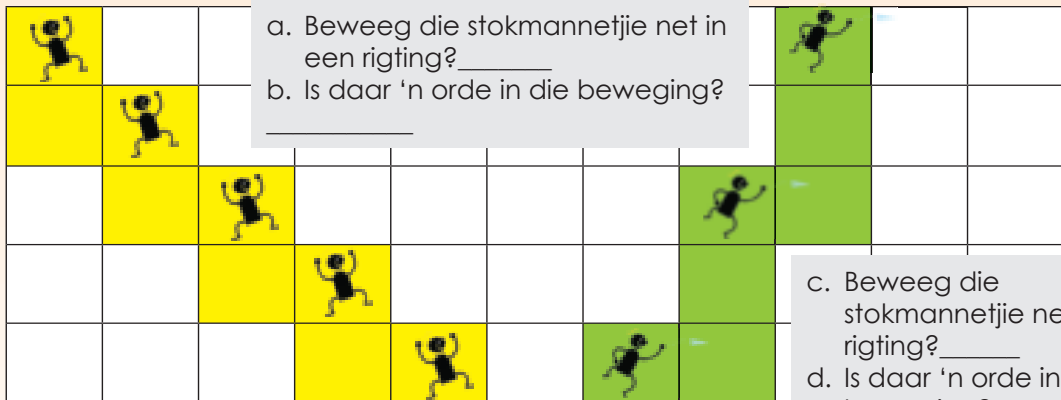 a. Beweeg die stokmannetjie net in
een rigting?_______
b. Is daar ‘n orde in die beweging?
___________
c. Beweeg die
stokmannetjie
rigting?______
d. Is daar ‘n orde in